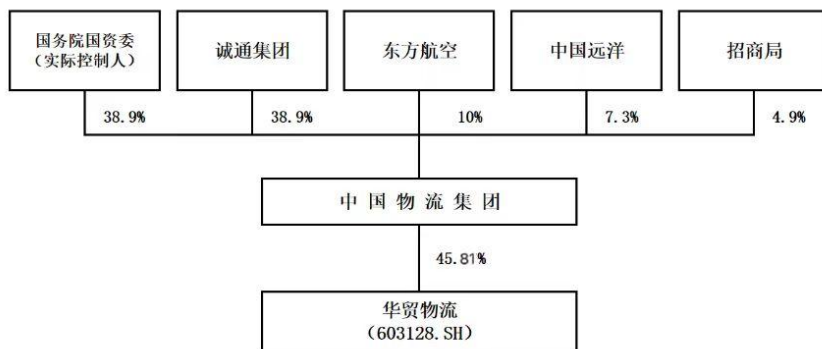 国务院国资委
（实际控制人）
诚通集团
东方航空
中国远洋
招商局
38.9%
38.9%
10%
7.3%
4.9%
中国物流集团
45.81%
华贸物流
(603128.SH)